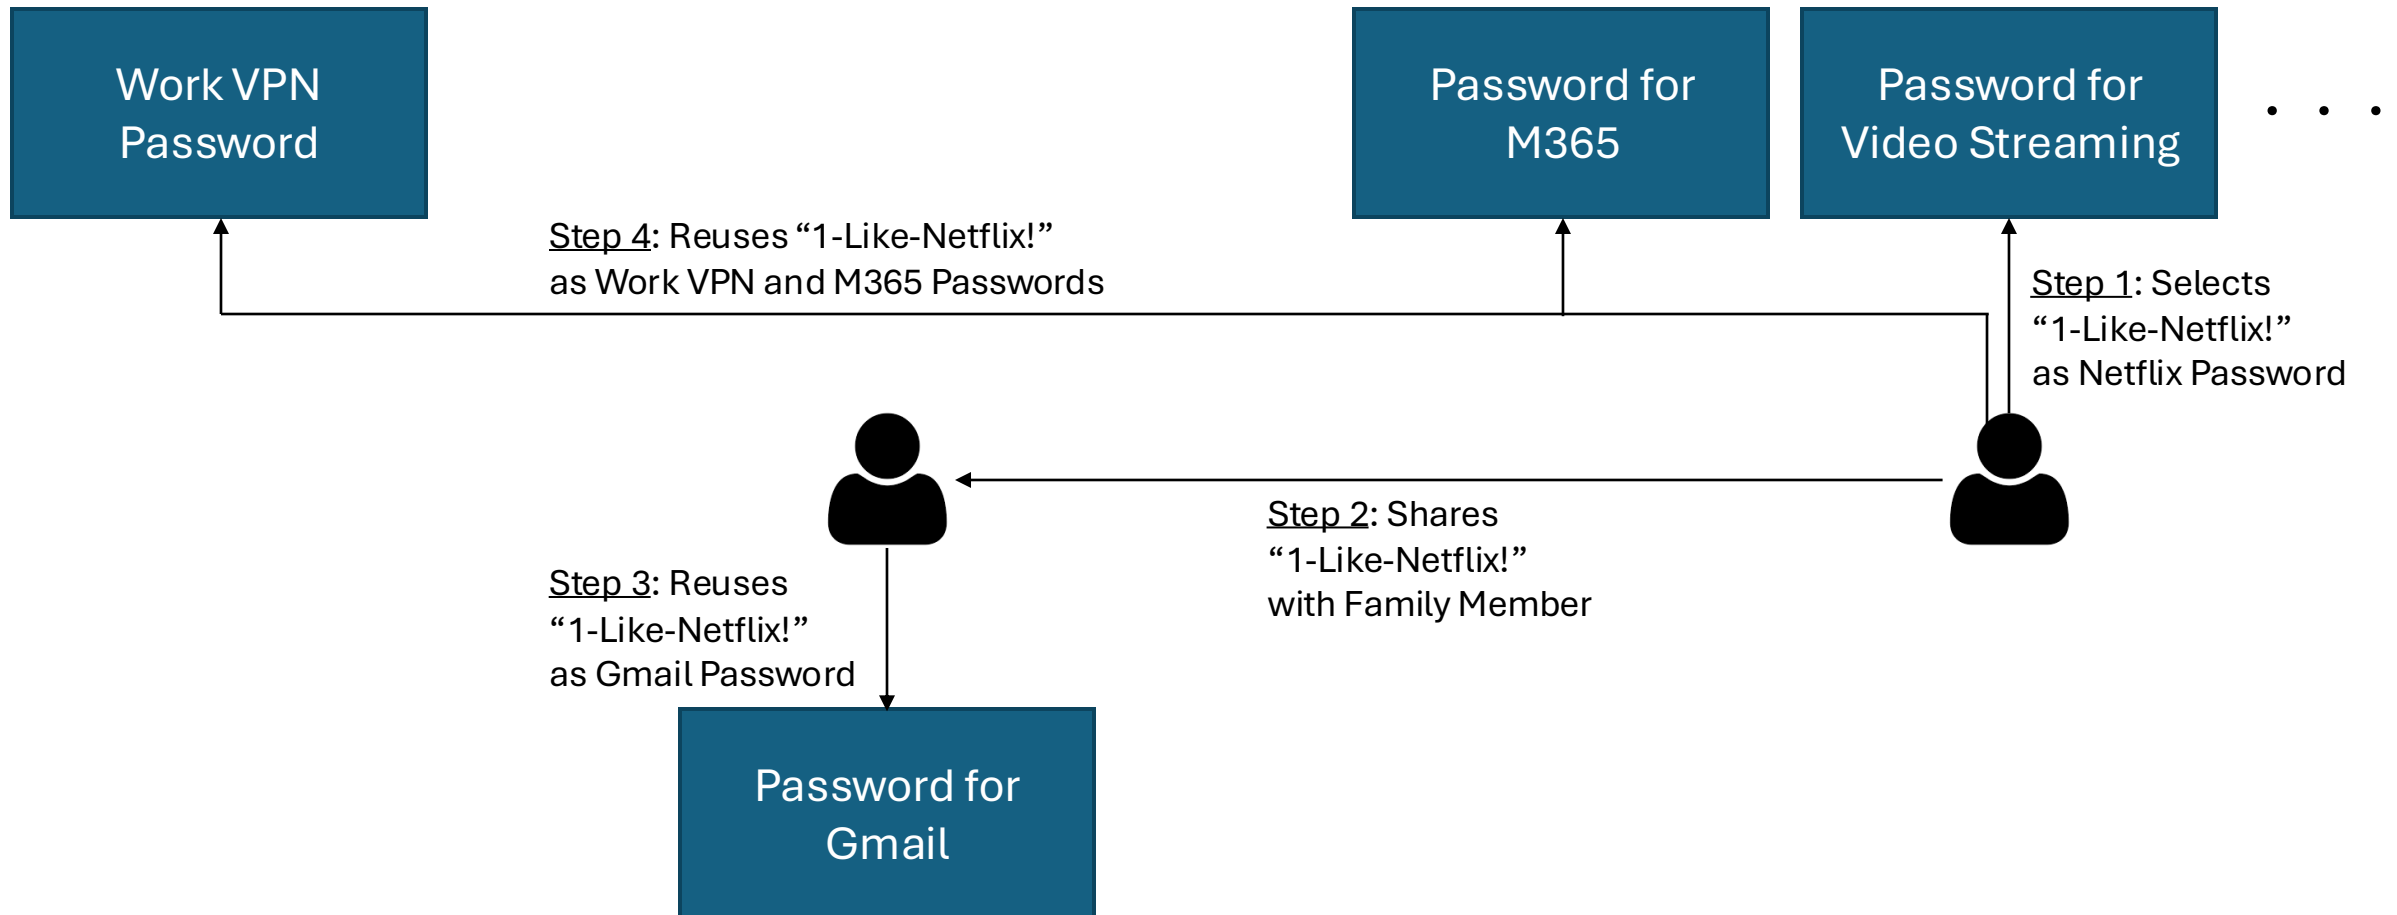 Work VPN
Password
Password for
M365
Password for
Video Streaming
. . .
Step 4: Reuses “1-Like-Netflix!”
as Work VPN and M365 Passwords
Step 1: Selects
“1-Like-Netflix!”
as Netflix Password
Step 2: Shares
“1-Like-Netflix!”
with Family Member
Step 3: Reuses
“1-Like-Netflix!”
as Gmail Password
Password for
Gmail